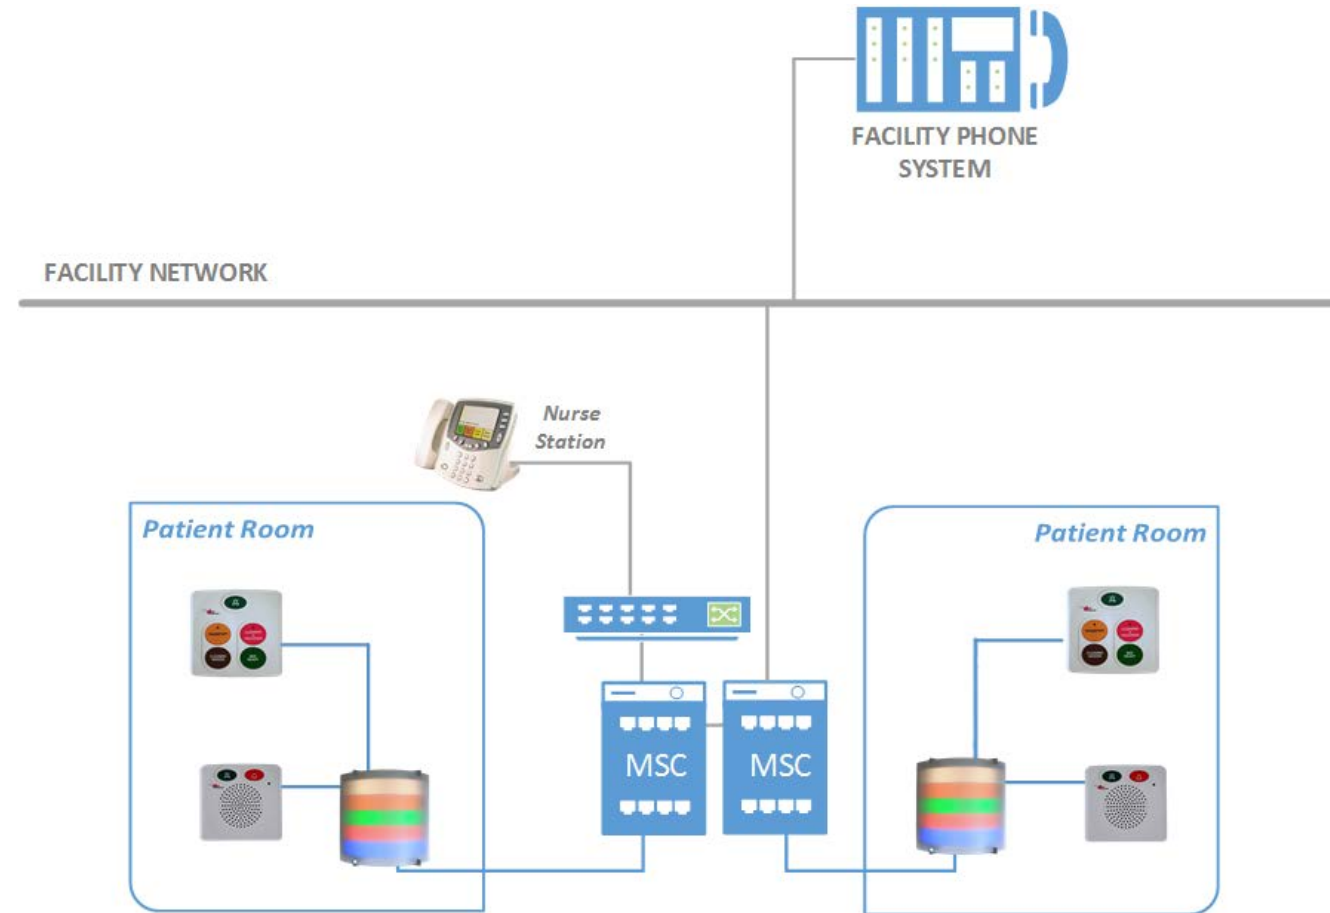 FACILITY PHONE
SYSTEM
FACILITY NETWORK
Nurse
Station
Patient Room
Patient Room
MSC
MSC